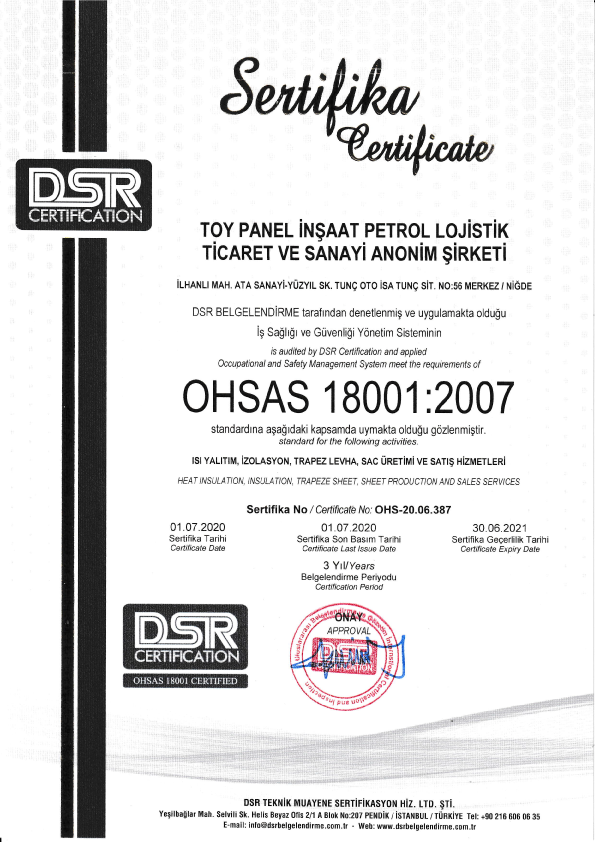 Sertifika
Certificate
DSR
CERTIFICATION
TOY PANEL İNŞAAT PETROL LOJİSTİK
TİCARET VE SANAYİ ANONİM ŞİRKETİ
İLHANLI MAH. ATA SANAYİ-YÜZYIL SK. TUNÇ OTO İSA TUNÇ SİT. NO:56 MERKEZ / NİĞDE
DSR BELGELENDİRME tarafından denetlenmiş ve uygulamakta olduğu
İş Sağlığı ve Güvenliği Yönetim Sisteminin
is audited by DSR Certification and applied
Occupational and Safety Management System meet the requirements of
OHSAS 18001:2007
standardına aşağıdaki kapsamda uymakta olduğu gözlenmiştir.
standard for the following activities.
ISI YALITIM, İZOLASYON, TRAPEZ LEVHA, SAC ÜRETİMİ VE SATIŞ HİZMETLERİ
HEAT INSULATION, INSULATION, TRAPEZE SHEET, SHEET PRODUCTION AND SALES SERVICES
Sertifika No / Certificate No: OHS-20.06.387
01.07.2020 01.07.2020 30.06.2021
Sertifika Tarihi Sertifika Son Basım Tarihi Sertifika Geçerlilik Tarihi
Certificate Date Certificate Last Issue Date Certificate Expiry Date
3 Yıl/Years
Belgelendirme Periyodu
Certification Period
DSR
CERTIFICATION
OHSAS 18001 CERTIFIED
Uluslararası Belgelendirme ve Gözetim International Certification and Inspection
ONAY
APPROVAL
DSR TEKNİK MUAYENE SERTİFİKASYON HİZ. LTD. ŞTİ.
Yeşilbağlar Mah. Selvili Sk. Helis Beyaz Ofis 2/1 A Blok No:207 PENDİK / İSTANBUL / TÜRKİYE Tel: +90 216 606 06 35
E-mail: info@dsrbelgelendirme.com.tr - Web: www.dsrbelgelendirme.com.tr